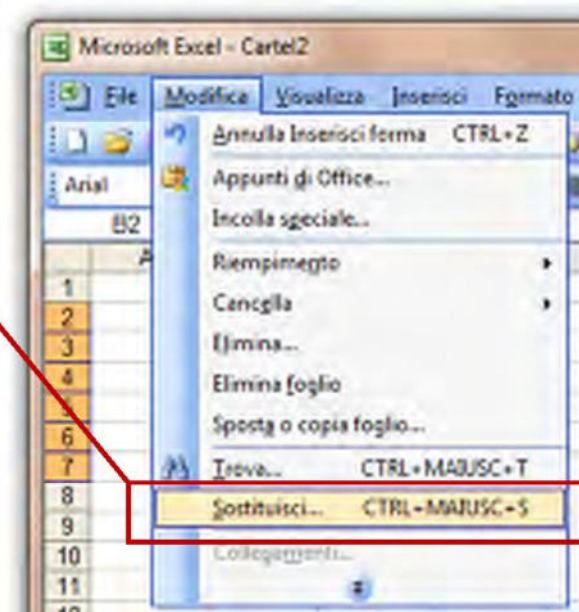 Microsoft Excel - Cartel2
File Modifica Visualizza Inserisci Formato
Annulla Inserisci forma CTRL+Z
Arial
Appunti di Office...
B2
Incolla speciale...
A
Riempimento
1
Cancella
2
3
Elimina...
4
Elimina foglio
5
Sposta o copia foglio...
6
7
Trova... CTRL+MAIUSC+T
8
Sostituisci... CTRL+MAIUSC+S
9
10
Collegamenti...
11